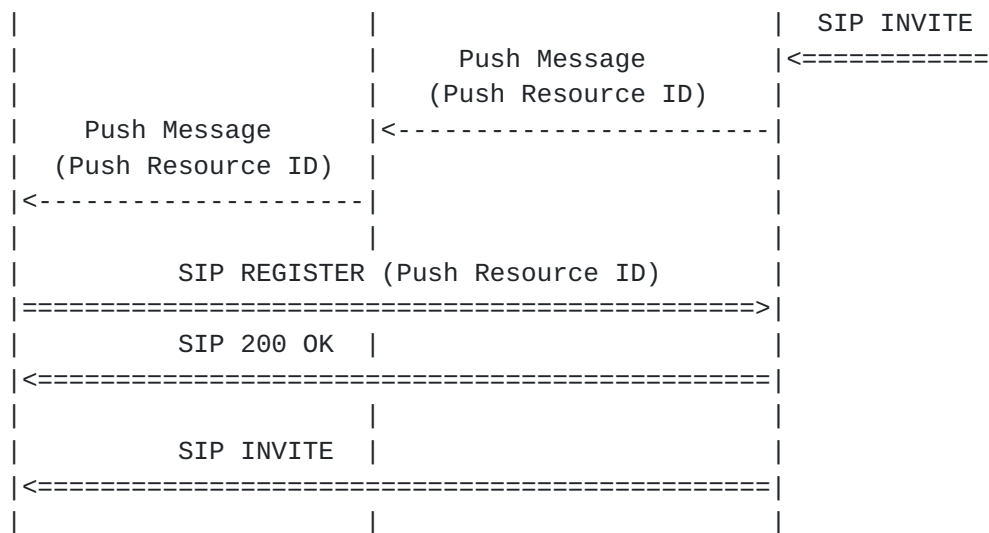 |                      |                         |  SIP INVITE
|                      |     Push Message        |<=============
|                      |   (Push Resource ID)    |
|    Push Message      |<------------------------|
|  (Push Resource ID)  |                         |
|<---------------------|                         |
|                      |                         |
|          SIP REGISTER (Push Resource ID)       |
|===============================================>|
|          SIP 200 OK  |                         |
|<===============================================|
|                      |                         |
|          SIP INVITE  |                         |
|<===============================================|
|                      |                         |